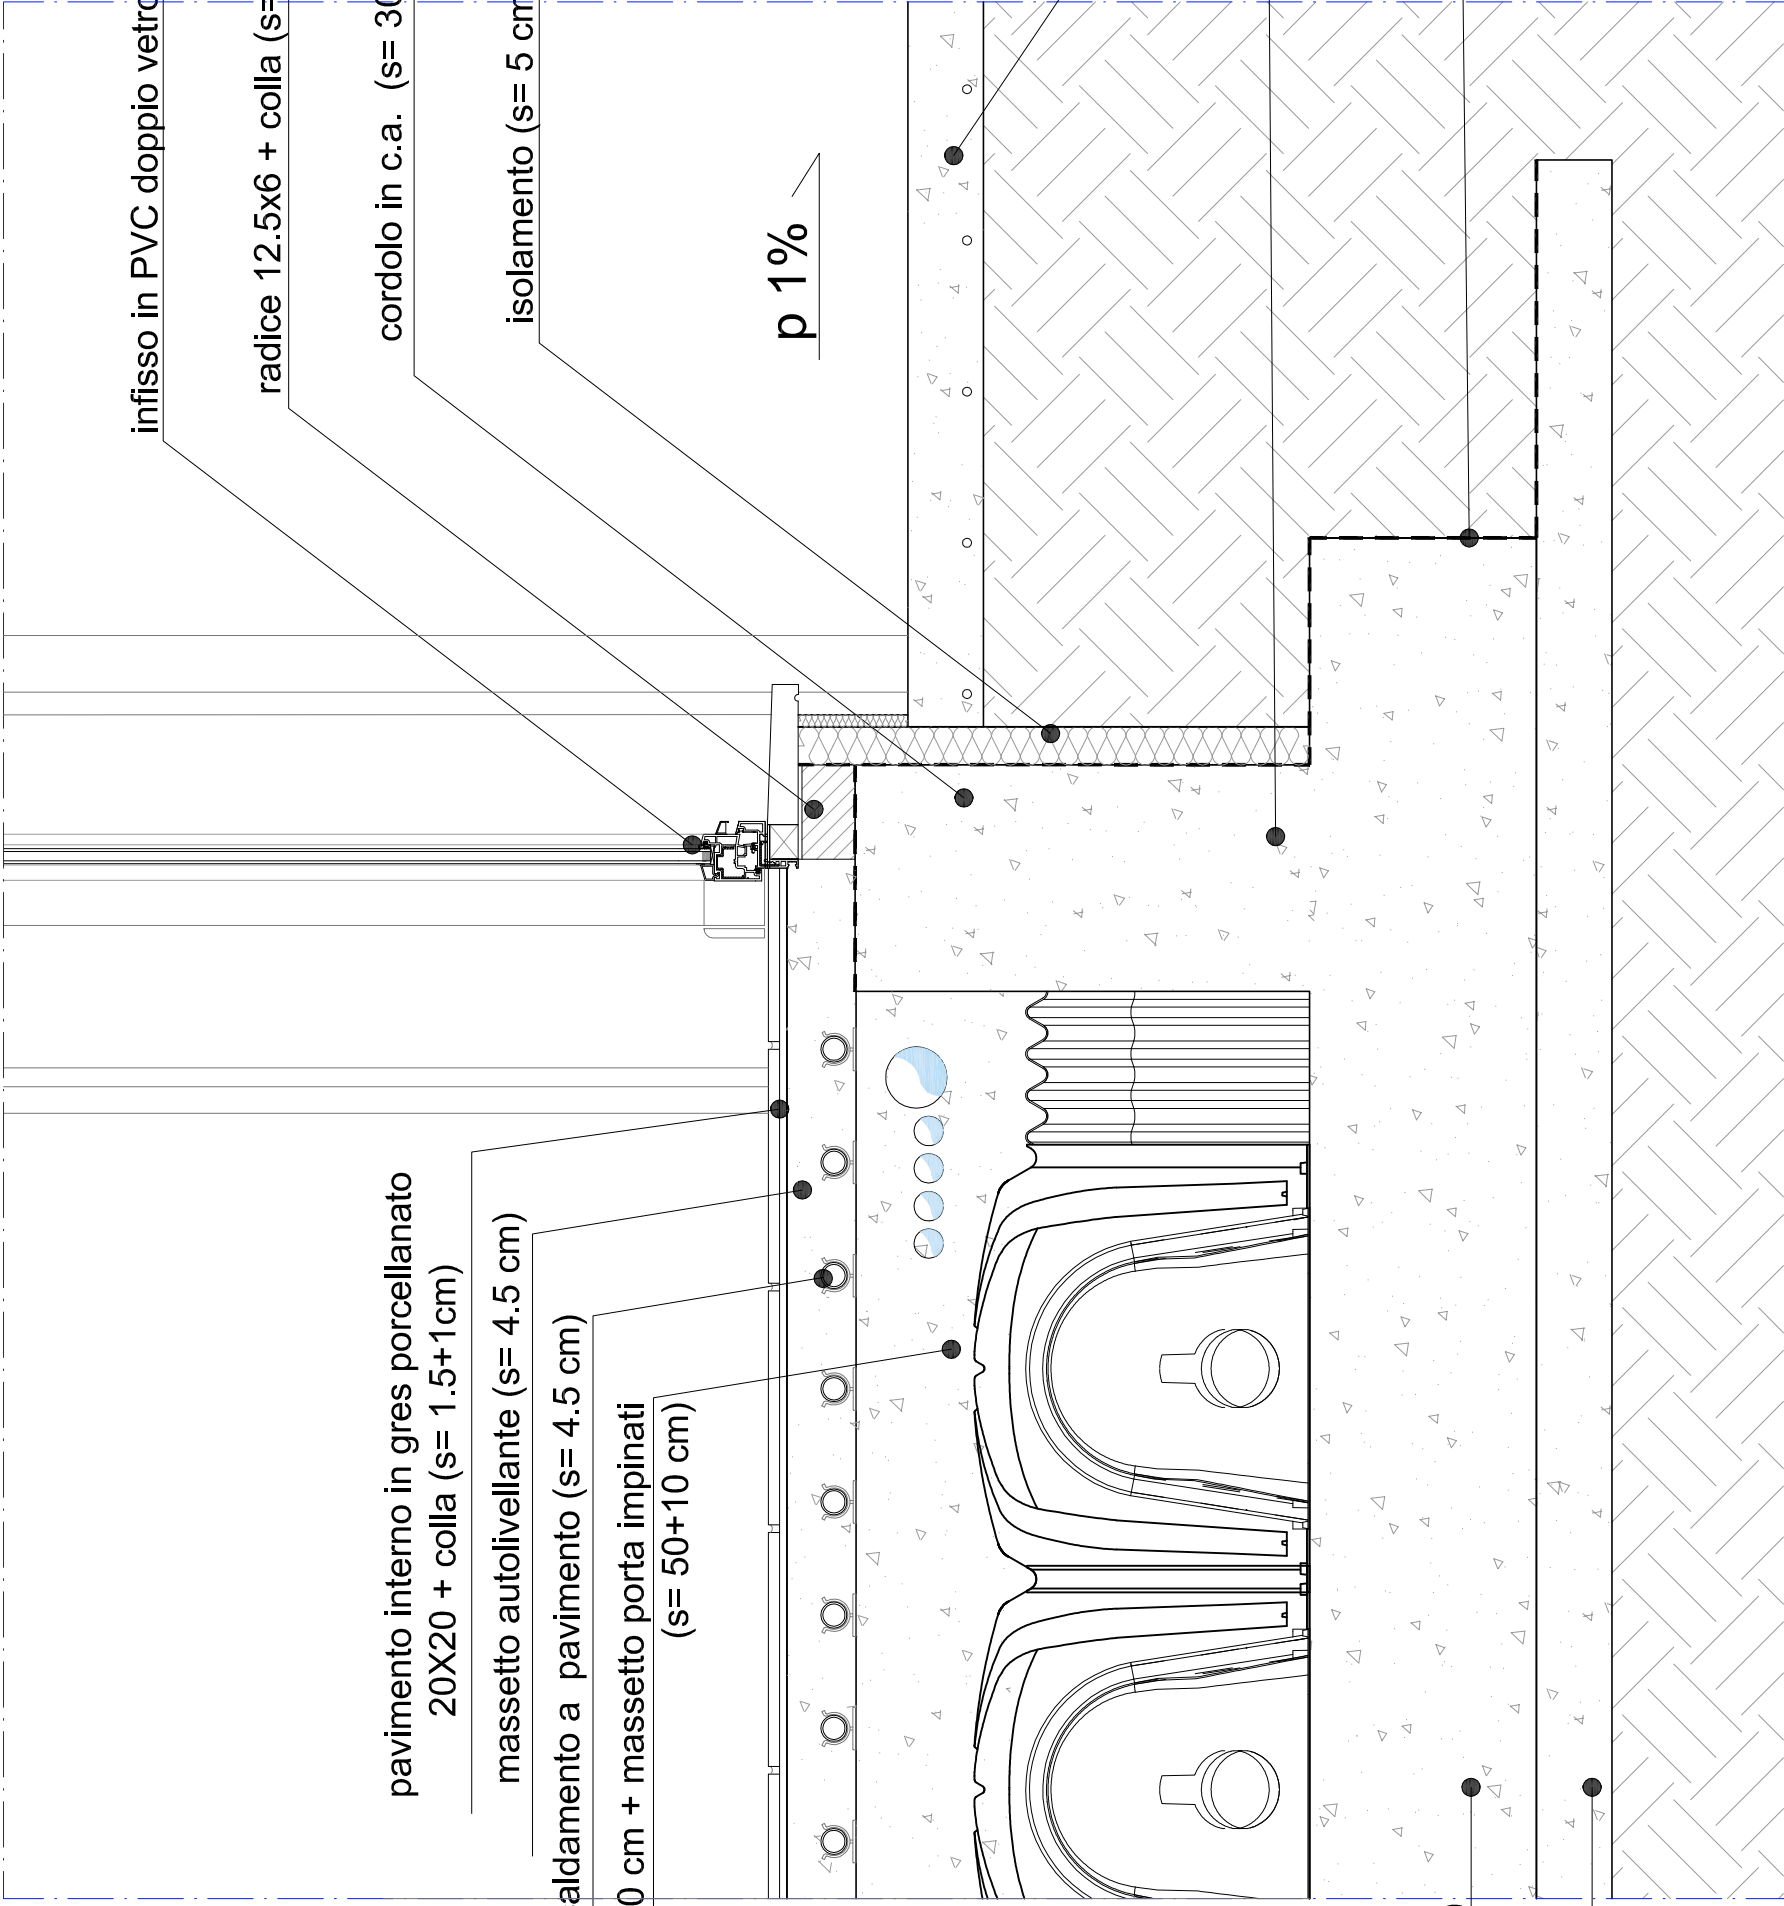 infisso in PVC doppio vetro
radice 12.5x6 + colla (s=
cordolo in c.a. (s= 30
isolamento (s= 5 cm
p 1%
pavimento interno in gres porcellanato
20X20 + colla (s= 1.5+1cm)
massetto autolivellante (s= 4.5 cm)
aldamento a pavimento (s= 4.5 cm)
0 cm + massetto porta impinati
(s= 50+10 cm)